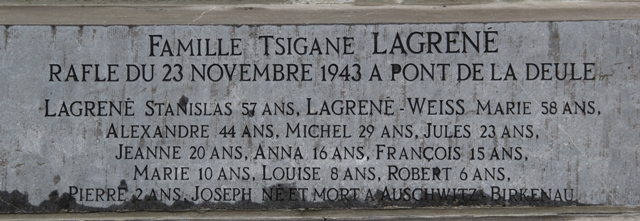 FAMILLE TSIGANE LAGRENÉ
RAFLE DU 23 NOVEMBRE 1943 A PONT DE LA DEULE
LAGRENÉ STANISLAS 57 ANS, LAGRENÉ-WEISS MARIE 58 ANS,
ALEXANDRE 44 ANS, MICHEL 29 ANS, JULES 23 ANS,
JEANNE 20 ANS, ANNA 16 ANS, FRANÇOIS 15 ANS,
MARIE 10 ANS, LOUISE 8 ANS, ROBERT 6 ANS,
PIERRE 2 ANS, JOSEPH NÉ ET MORT A AUSCHWITZ BIRKENAU